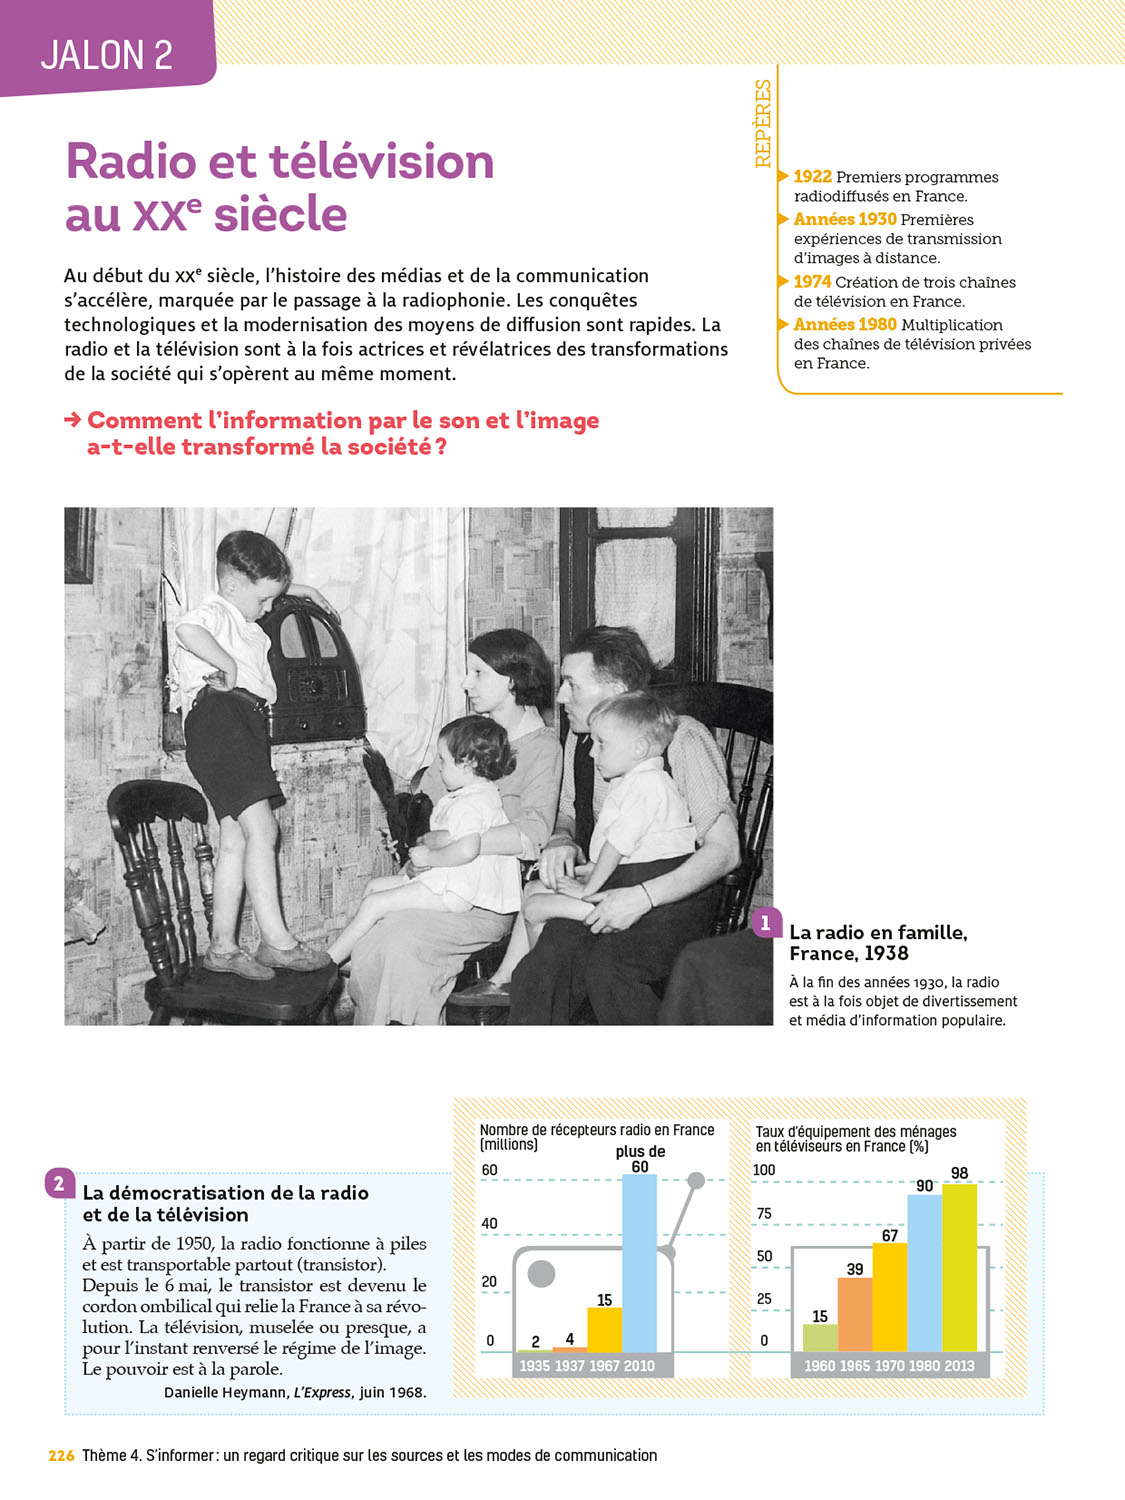 JALON 2
Radio et télévision
au XXe siècle
Au début du XXe siècle, l'histoire des médias et de la communication
s'accélère, marquée par le passage à la radiophonie. Les conquêtes
technologiques et la modernisation des moyens de diffusion sont rapides. La
radio et la télévision sont à la fois actrices et révélatrices des transformations
de la société qui s'opèrent au même moment.
→ Comment l'information par le son et l'image
a-t-elle transformé la société ?
REPÈRES
1922 Premiers programmes
radiodiffusés en France.
Années 1930 Premières
expériences de transmission
d'images à distance.
1974 Création de trois chaînes
de télévision en France.
Années 1980 Multiplication
des chaînes de télévision privées
en France.
1
La radio en famille,
France, 1938
À la fin des années 1930, la radio
est à la fois objet de divertissement
et média d'information populaire.
2
La démocratisation de la radio
et de la télévision
À partir de 1950, la radio fonctionne à piles
et est transportable partout (transistor).
Depuis le 6 mai, le transistor est devenu le
cordon ombilical qui relie la France à sa révo-
lution. La télévision, muselée ou presque, a
pour l'instant renversé le régime de l'image.
Le pouvoir est à la parole.
Danielle Heymann, L'Express, juin 1968.
Nombre de récepteurs radio en France
(millions)
plus de
60
60
40
20
15
0
2
4
1935 1937 1967 2010
Taux d'équipement des ménages
en téléviseurs en France (%)
100
98
90
75
67
50
39
25
15
0
1960 1965 1970 1980 2013
226 Thème 4. S'informer : un regard critique sur les sources et les modes de communication